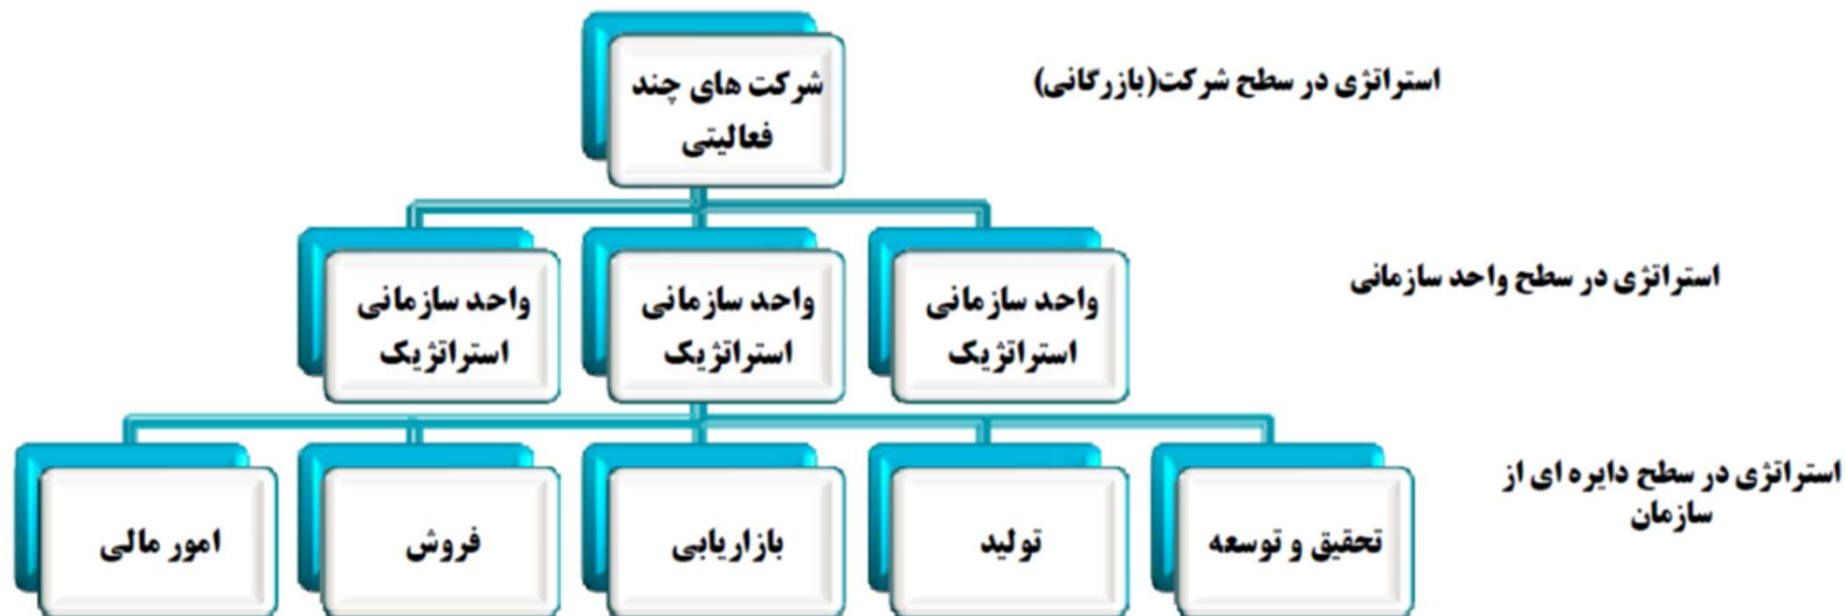 استراتژی در سطح شرکت(بازرگانی)
شرکت های چند
فعالیتی
استراتژی در سطح واحد سازمانی
واحد سازمانی
استراتژیک
واحد سازمانی
استراتژیک
واحد سازمانی
استراتژیک
استراتژی در سطح دایره ای از
سازمان
تحقیق و توسعه
تولید
بازاریابی
فروش
امور مالی